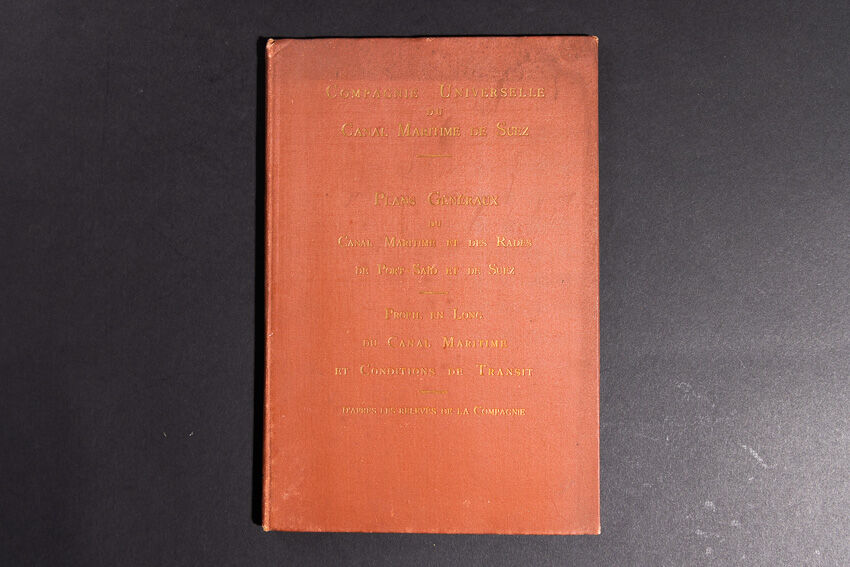 COMPAGNIE UNIVERSELLE
DU
CANAL MARITIME DE SUEZ
PLANS GÉNÉRAUX
DU
CANAL MARITIME ET DES RADES
DE PORT SAÏD ET DE SUEZ
PROFIL EN LONG
DU CANAL MARITIME
ET CONDITIONS DE TRANSIT
D'APRÈS LES RELEVÉS DE LA COMPAGNIE